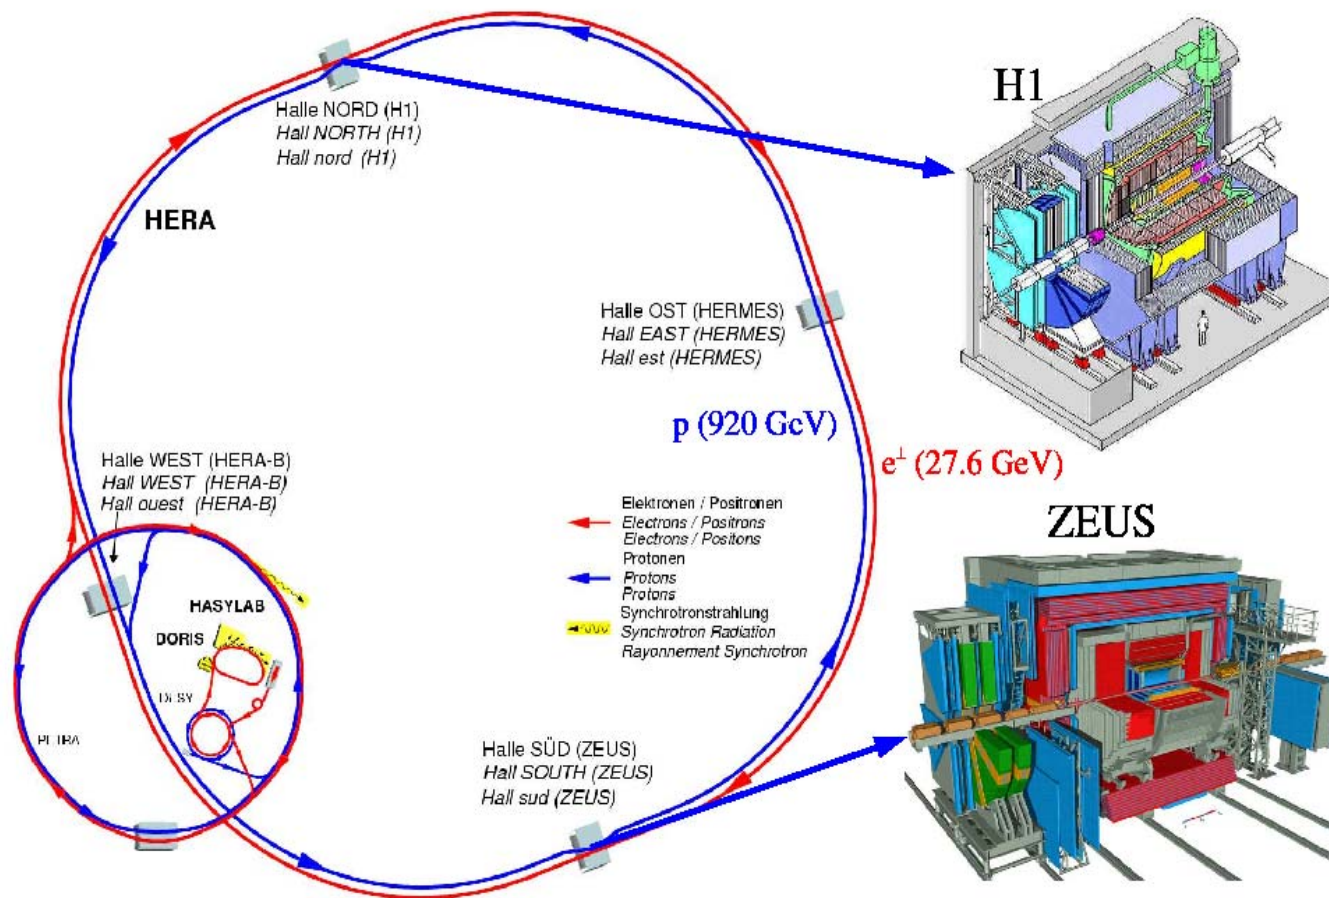 H1
Halle NORD (H1)
Hall NORTH (H1)
Hall nord (H1)
HERA
Halle OST (HERMES)
Hall EAST (HERMES)
Hall est (HERMES)
p (920 GeV)
e± (27.6 GeV)
Halle WEST (HERA-B)
Hall WEST (HERA-B)
Hall ouest (HERA-B)
Elektronen / Positronen
Electrons / Positrons
Electrons / Positons
Protonen
Protons
Protons
Synchrotronstrahlung
Synchrotron Radiation
Rayonnement Synchrotron
ZEUS
HASYLAB
DORIS
DESY
PETRA
Halle SÜD (ZEUS)
Hall SOUTH (ZEUS)
Hall sud (ZEUS)